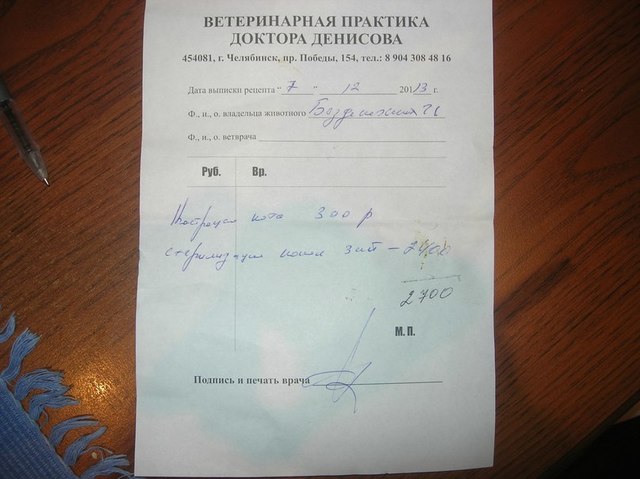 ВЕТЕРИНАРНАЯ ПРАКТИКА
ДОКТОРА ДЕНИСОВА
454081, г. Челябинск, пр. Победы, 154, тел.: 8 904 308 48 16
Дата выписки рецепта " 7 " 12 2013 г.
Ф., и., о. владельца животного
Ф., и., о. ветврача
Руб. Вр.
Кастрация кота 300 р
стерилизация кошки 3 шт - 2400
2700
М. П.
Подпись и печать врача